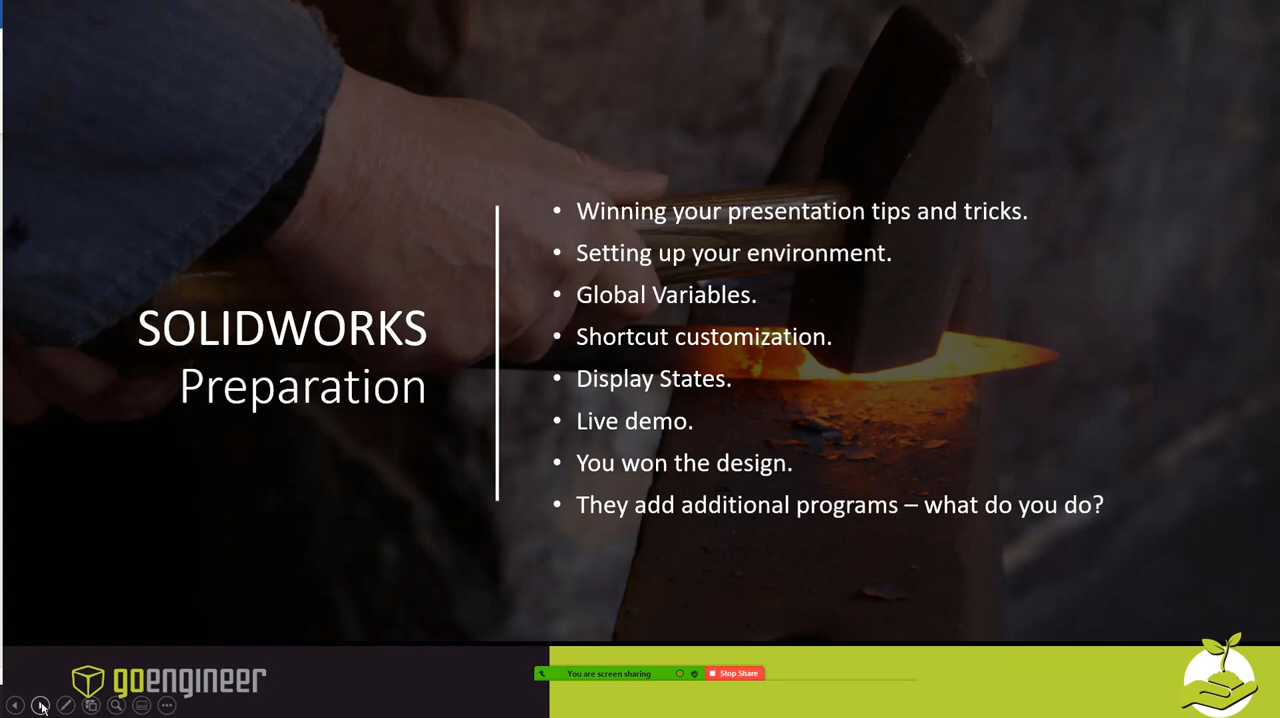 SOLIDWORKS
Preparation
• Winning your presentation tips and tricks.
• Setting up your environment.
• Global Variables.
• Shortcut customization.
• Display States.
• Live demo.
• You won the design.
• They add additional programs – what do you do?
goengineer
You are screen sharing
Stop Share